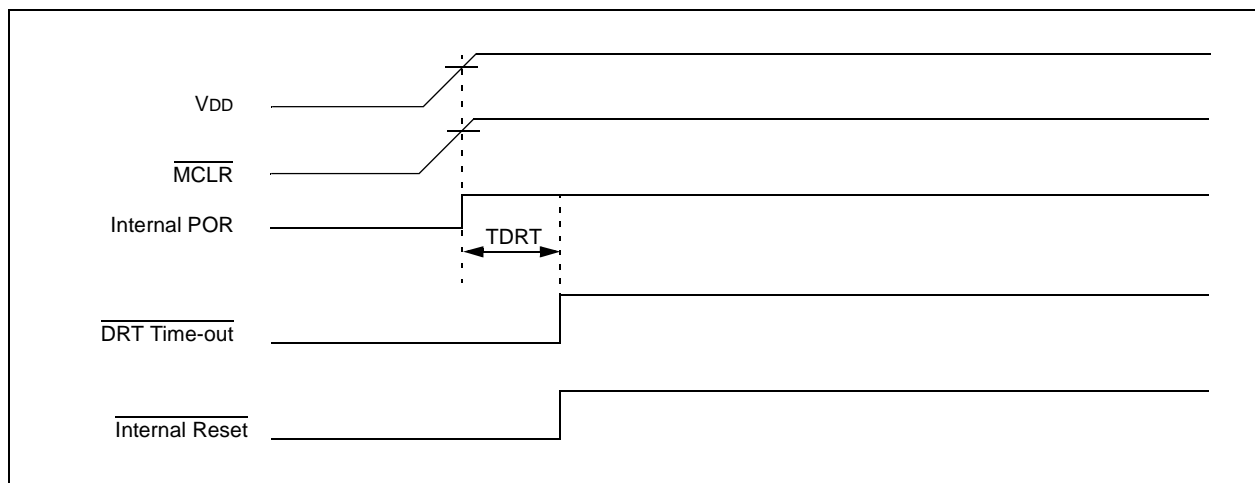 VDD
MCLR
Internal POR
TDRT
DRT Time-out
Internal Reset